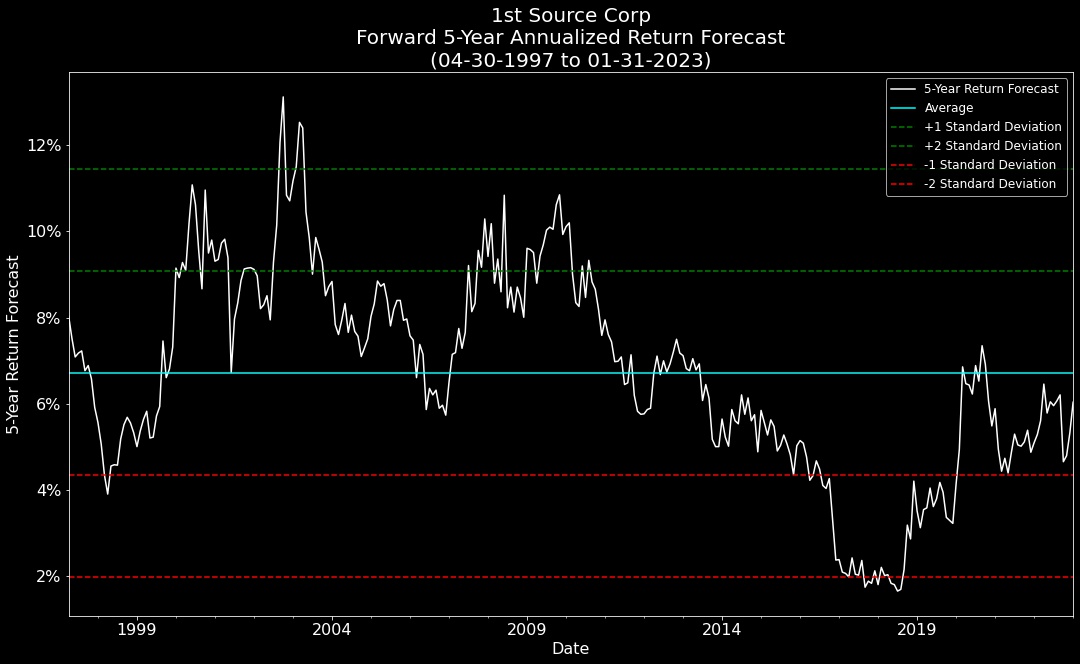 1st Source Corp
Forward 5-Year Annualized Return Forecast
(04-30-1997 to 01-31-2023)
5-Year Return Forecast
Average
+1 Standard Deviation
+2 Standard Deviation
-1 Standard Deviation
-2 Standard Deviation
5-Year Return Forecast
12%
10%
8%
6%
4%
2%
1999
2004
2009
2014
2019
Date